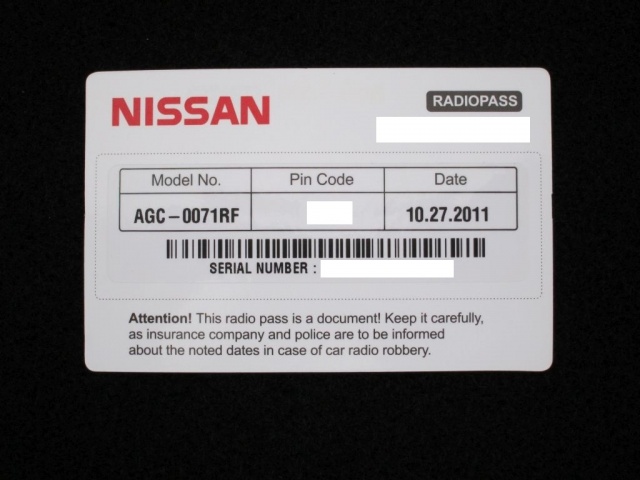 NISSAN
RADIOPASS
Model No. Pin Code Date
AGC-0071RF 10.27.2011
SERIAL NUMBER :
Attention! This radio pass is a document! Keep it carefully,
as insurance company and police are to be informed
about the noted dates in case of car radio robbery.